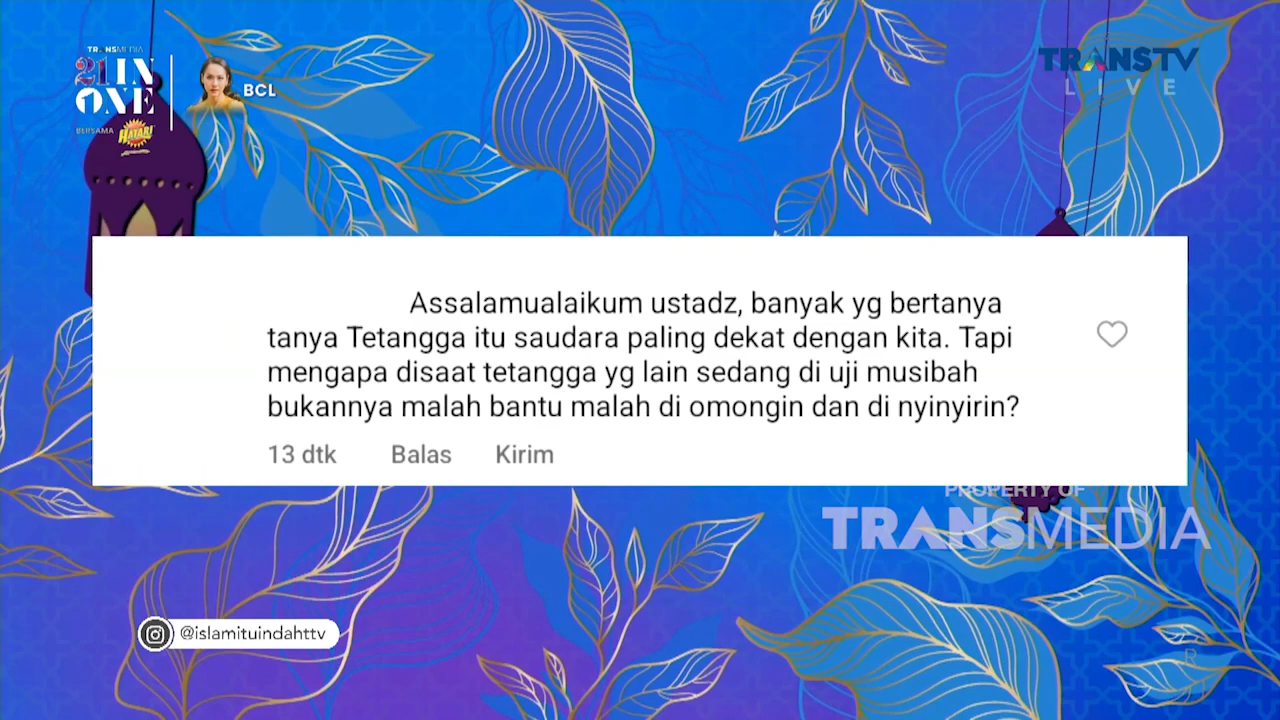 TRANSMEDIA
21 IN
ONE
BERSAMA HATARI
BCL
TRANSTV
LIVE
Assalamualaikum ustadz, banyak yg bertanya
tanya Tetangga itu saudara paling dekat dengan kita. Tapi
mengapa disaat tetangga yg lain sedang di uji musibah
bukannya malah bantu malah di omongin dan di nyinyirin?
13 dtk Balas Kirim
PROPERTY OF
TRANSMEDIA
@islamituindahttv